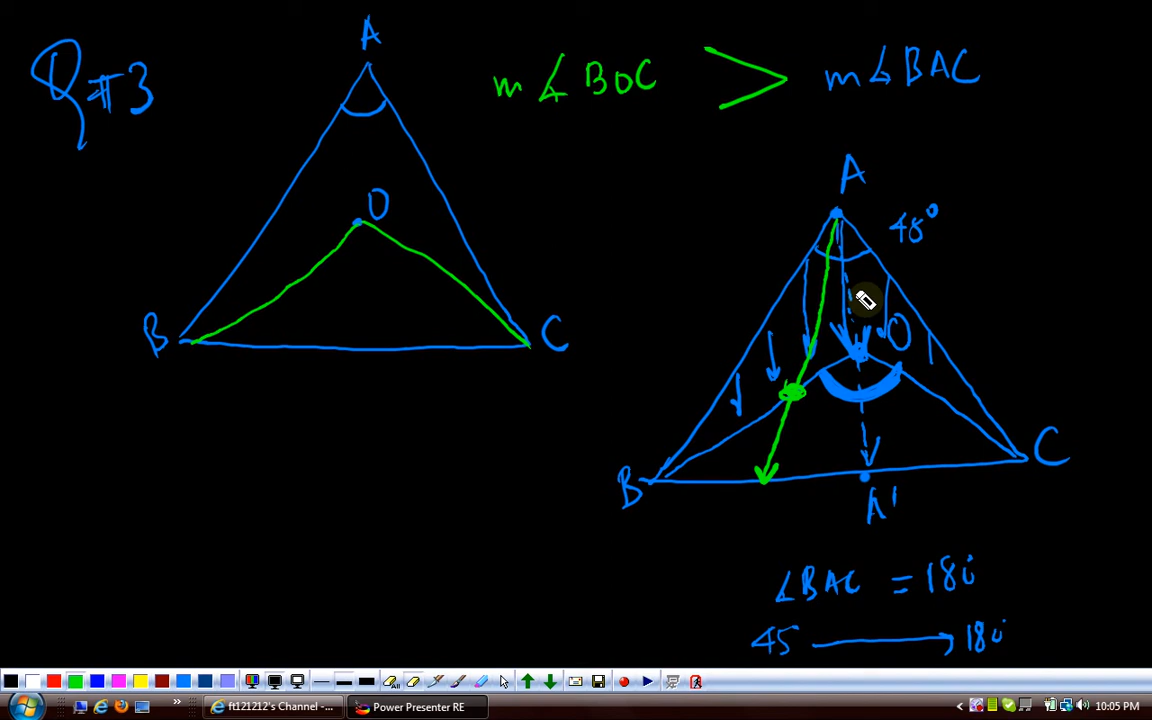 Q#3
A
m∡BOC > m∡BAC
O
B
C
A
48°
O
B
C
A'
∡BAC = 180
45 → 180
ft121212's Channel - ...
Power Presenter RE
10:05 PM